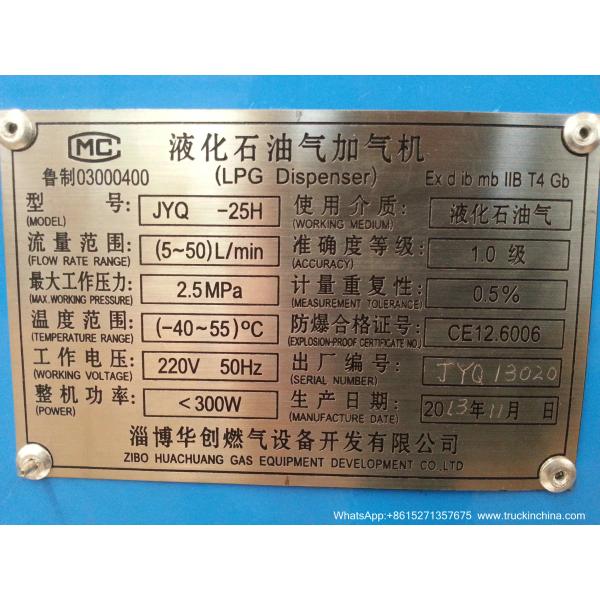 MC
液化石油气加气机
鲁制03000400
(LPG Dispenser)
Ex d ib mb IIB T4 Gb
型 号:
(MODEL)
JYQ -25H
使用介质:
(WORKING MEDIUM)
液化石油气
流量范围:
(FLOW RATE RANGE)
(5~50)L/min
准确度等级:
(ACCURACY)
1.0 级
最大工作压力:
(MAX.WORKING PRESSURE)
2.5MPa
计量重复性:
(MEASUREMENT TOLERANCE)
0.5%
温度范围:
(TEMPERATURE RANGE)
(-40~55)°C
防爆合格证号:
(EXPLOSION-PROOF CERTIFICATE NO.)
CE12.6006
工作电压:
(WORKING VOLTAGE)
220V 50Hz
出厂编号:
(SERIAL NUMBER)
JYQ13020
整机功率:
(POWER)
<300W
生产日期:
(MANUFACTURE DATE)
2013年11月 日
淄博华创燃气设备开发有限公司
ZIBO HUACHUANG GAS EQUIPMENT DEVELOPMENT CO.,LTD
WhatsApp:+8615271357675 www.truckinchina.com